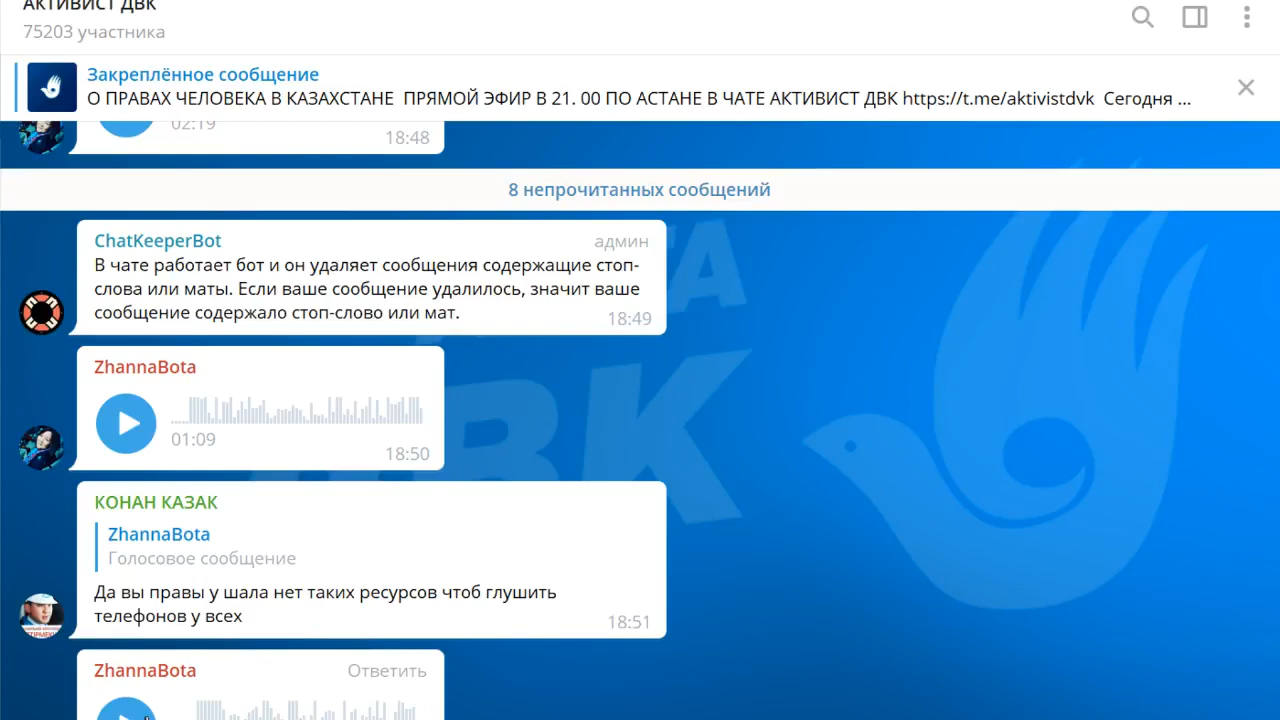 АКТИВИСТ ДВК
75203 участника
Закреплённое сообщение
О ПРАВАХ ЧЕЛОВЕКА В КАЗАХСТАНЕ ПРЯМОЙ ЭФИР В 21. 00 ПО АСТАНЕ В ЧАТЕ АКТИВИСТ ДВК https://t.me/aktivistdvk Сегодня ...
02:19
18:48
8 непрочитанных сообщений
ChatKeeperBot
админ
В чате работает бот и он удаляет сообщения содержащие стоп-
слова или маты. Если ваше сообщение удалилось, значит ваше
сообщение содержало стоп-слово или мат.
18:49
ZhannaBota
01:09
18:50
КОНАН КАЗАК
ZhannaBota
Голосовое сообщение
Да вы правы у шала нет таких ресурсов чтоб глушить
телефонов у всех
18:51
ZhannaBota
Ответить
ДВК